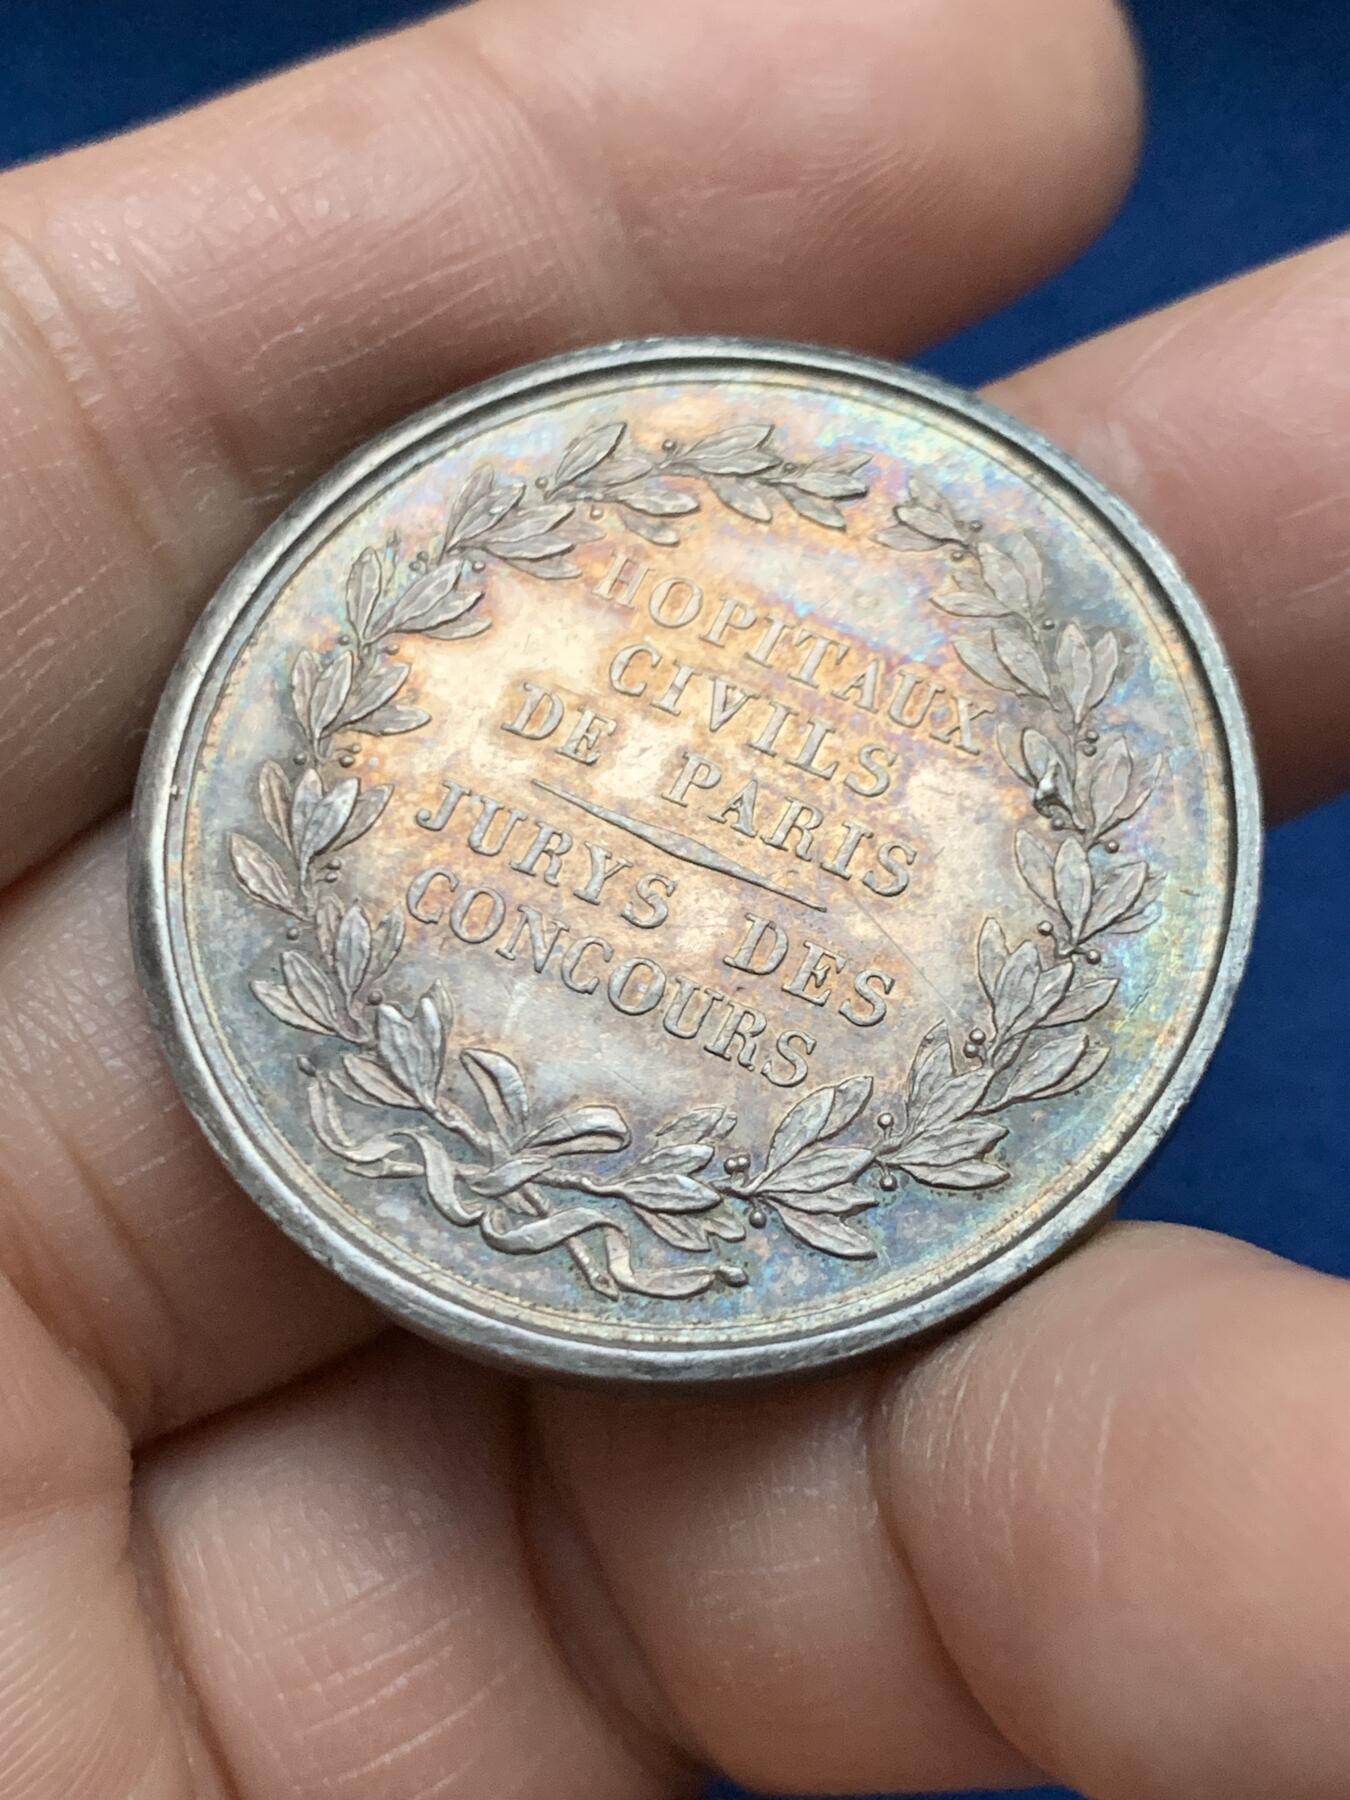 HOPITAUX
CIVILS
DE PARIS
JURYS DES
CONCOURS